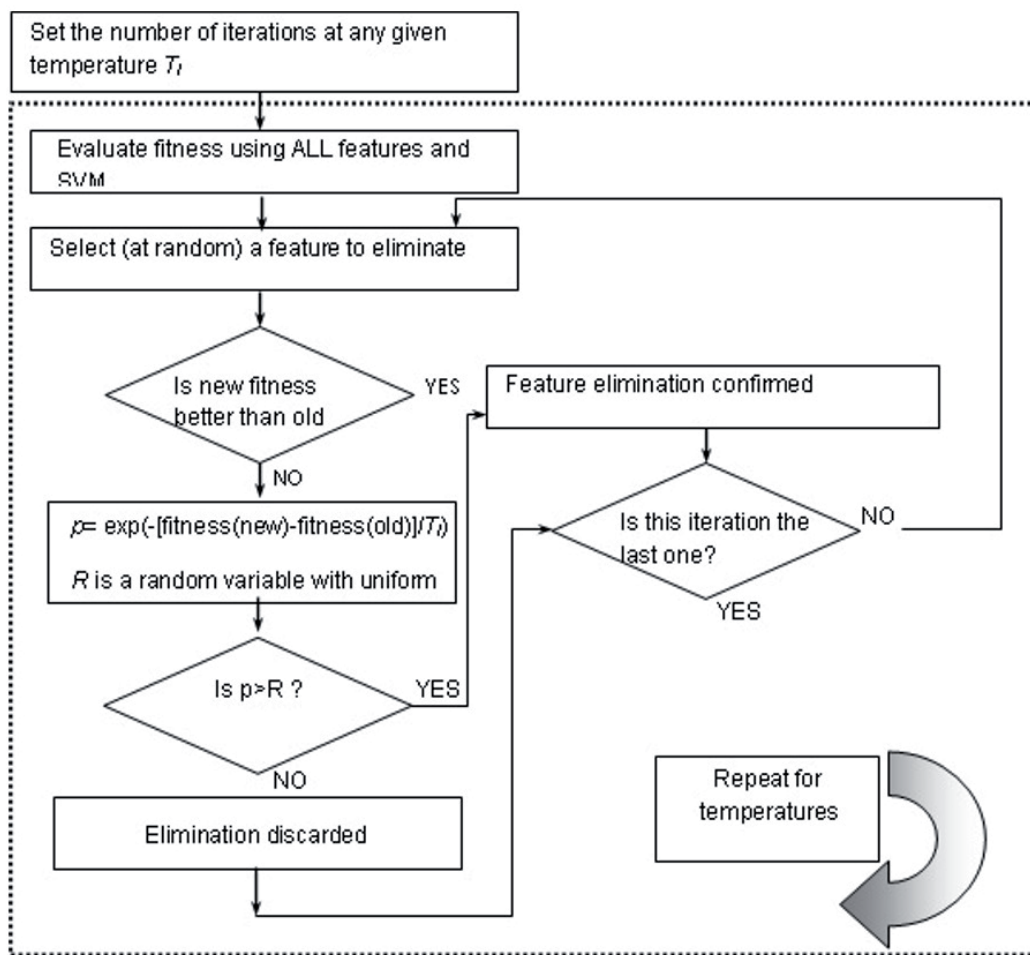 Set the number of iterations at any given
temperature Tᵢ
Evaluate fitness using ALL features and
SVM
Select (at random) a feature to eliminate
Is new fitness
better than old
YES
Feature elimination confirmed
NO
p= exp(-[fitness(new)-fitness(old)]/Tᵢ)
R is a random variable with uniform
Is this iteration the
last one?
NO
YES
Is p>R ?
YES
NO
Elimination discarded
Repeat for
temperatures